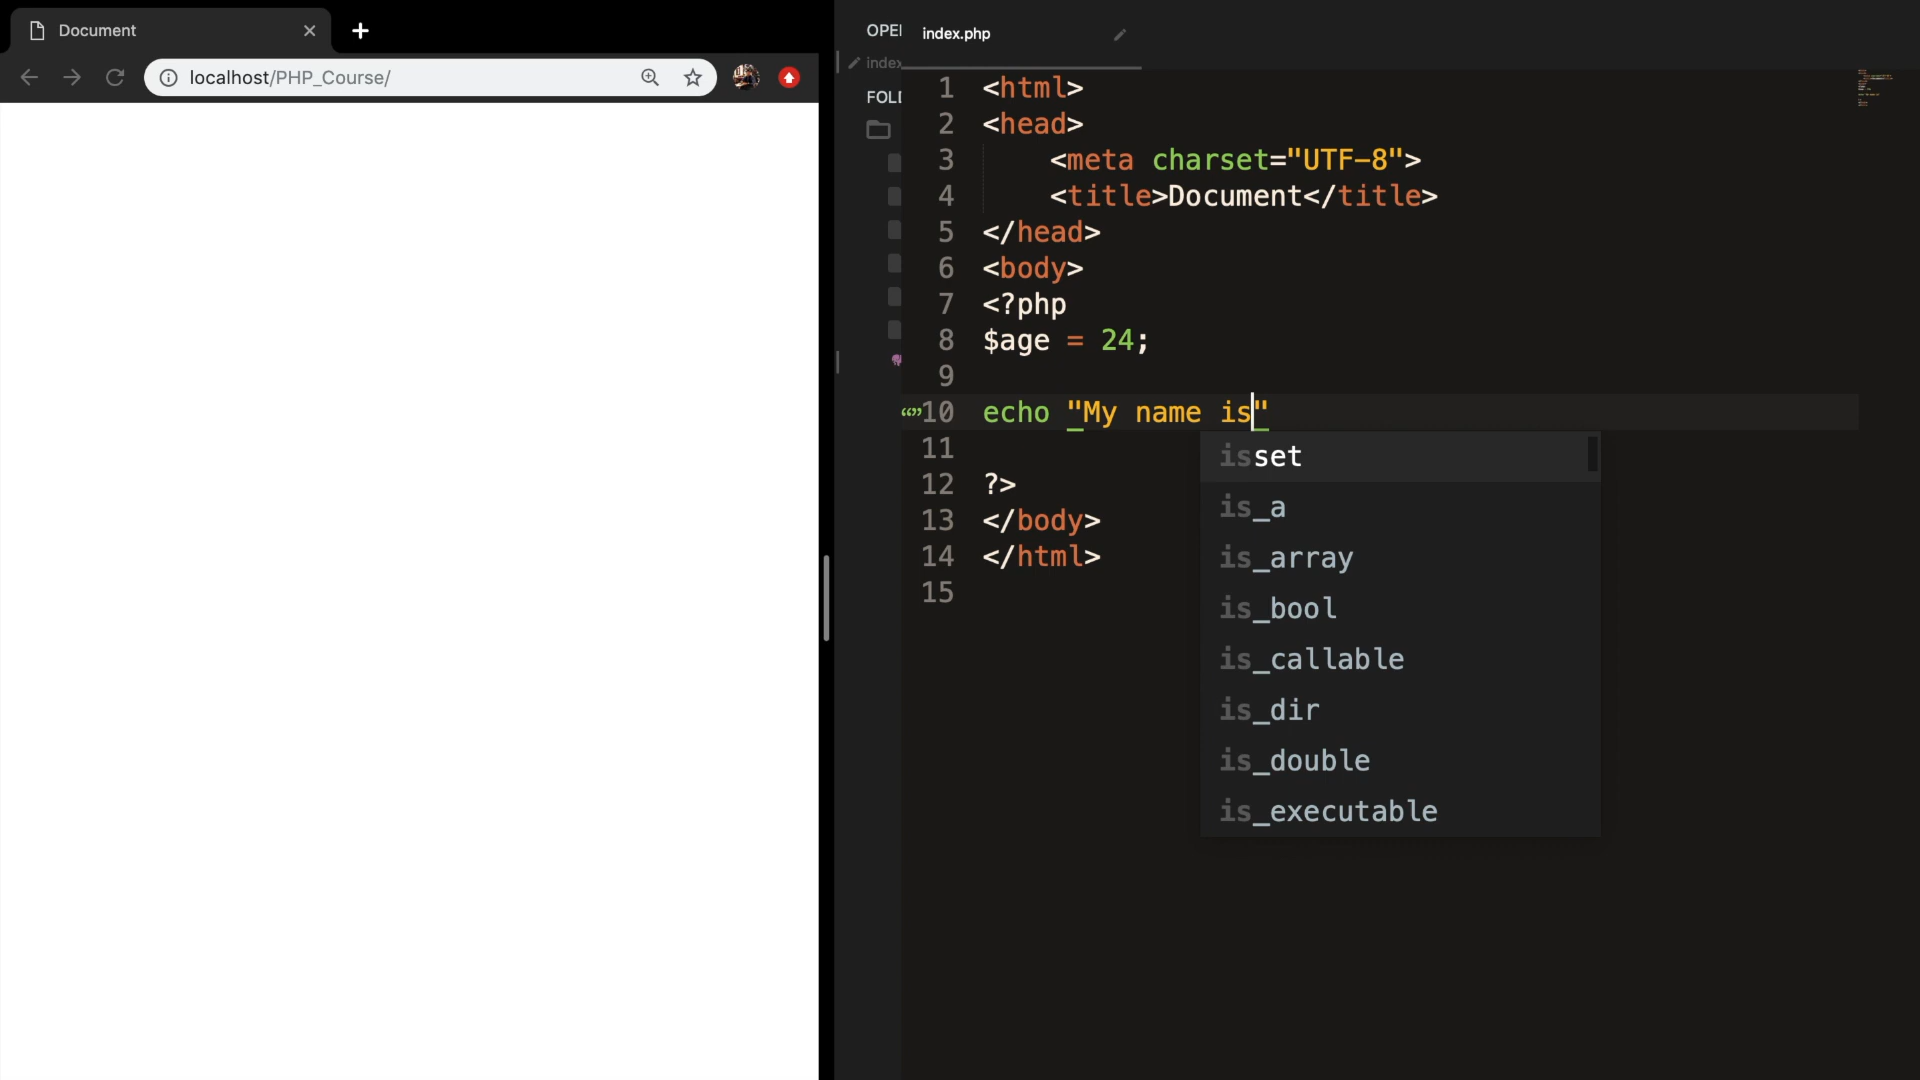 Document
localhost/PHP_Course/
OPE
index
FOL
index.php
1 <html>
2 <head>
3 <meta charset="UTF-8">
4 <title>Document</title>
5 </head>
6 <body>
7 <?php
8 $age = 24;
9
10 echo "My name is"
11
12 ?>
13 </body>
14 </html>
15
isset
is_a
is_array
is_bool
is_callable
is_dir
is_double
is_executable